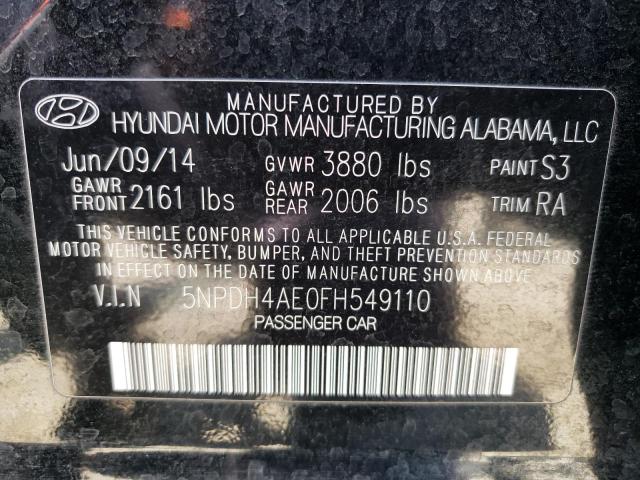 MANUFACTURED BY
HYUNDAI MOTOR MANUFACTURING ALABAMA, LLC
Jun/09/14 GVWR 3880 lbs PAINT S3
GAWR FRONT 2161 lbs GAWR REAR 2006 lbs TRIM RA
THIS VEHICLE CONFORMS TO ALL APPLICABLE U.S.A. FEDERAL
MOTOR VEHICLE SAFETY, BUMPER, AND THEFT PREVENTION STANDARDS
IN EFFECT ON THE DATE OF MANUFACTURE SHOWN ABOVE.
V.I.N 5NPDH4AE0FH549110
PASSENGER CAR